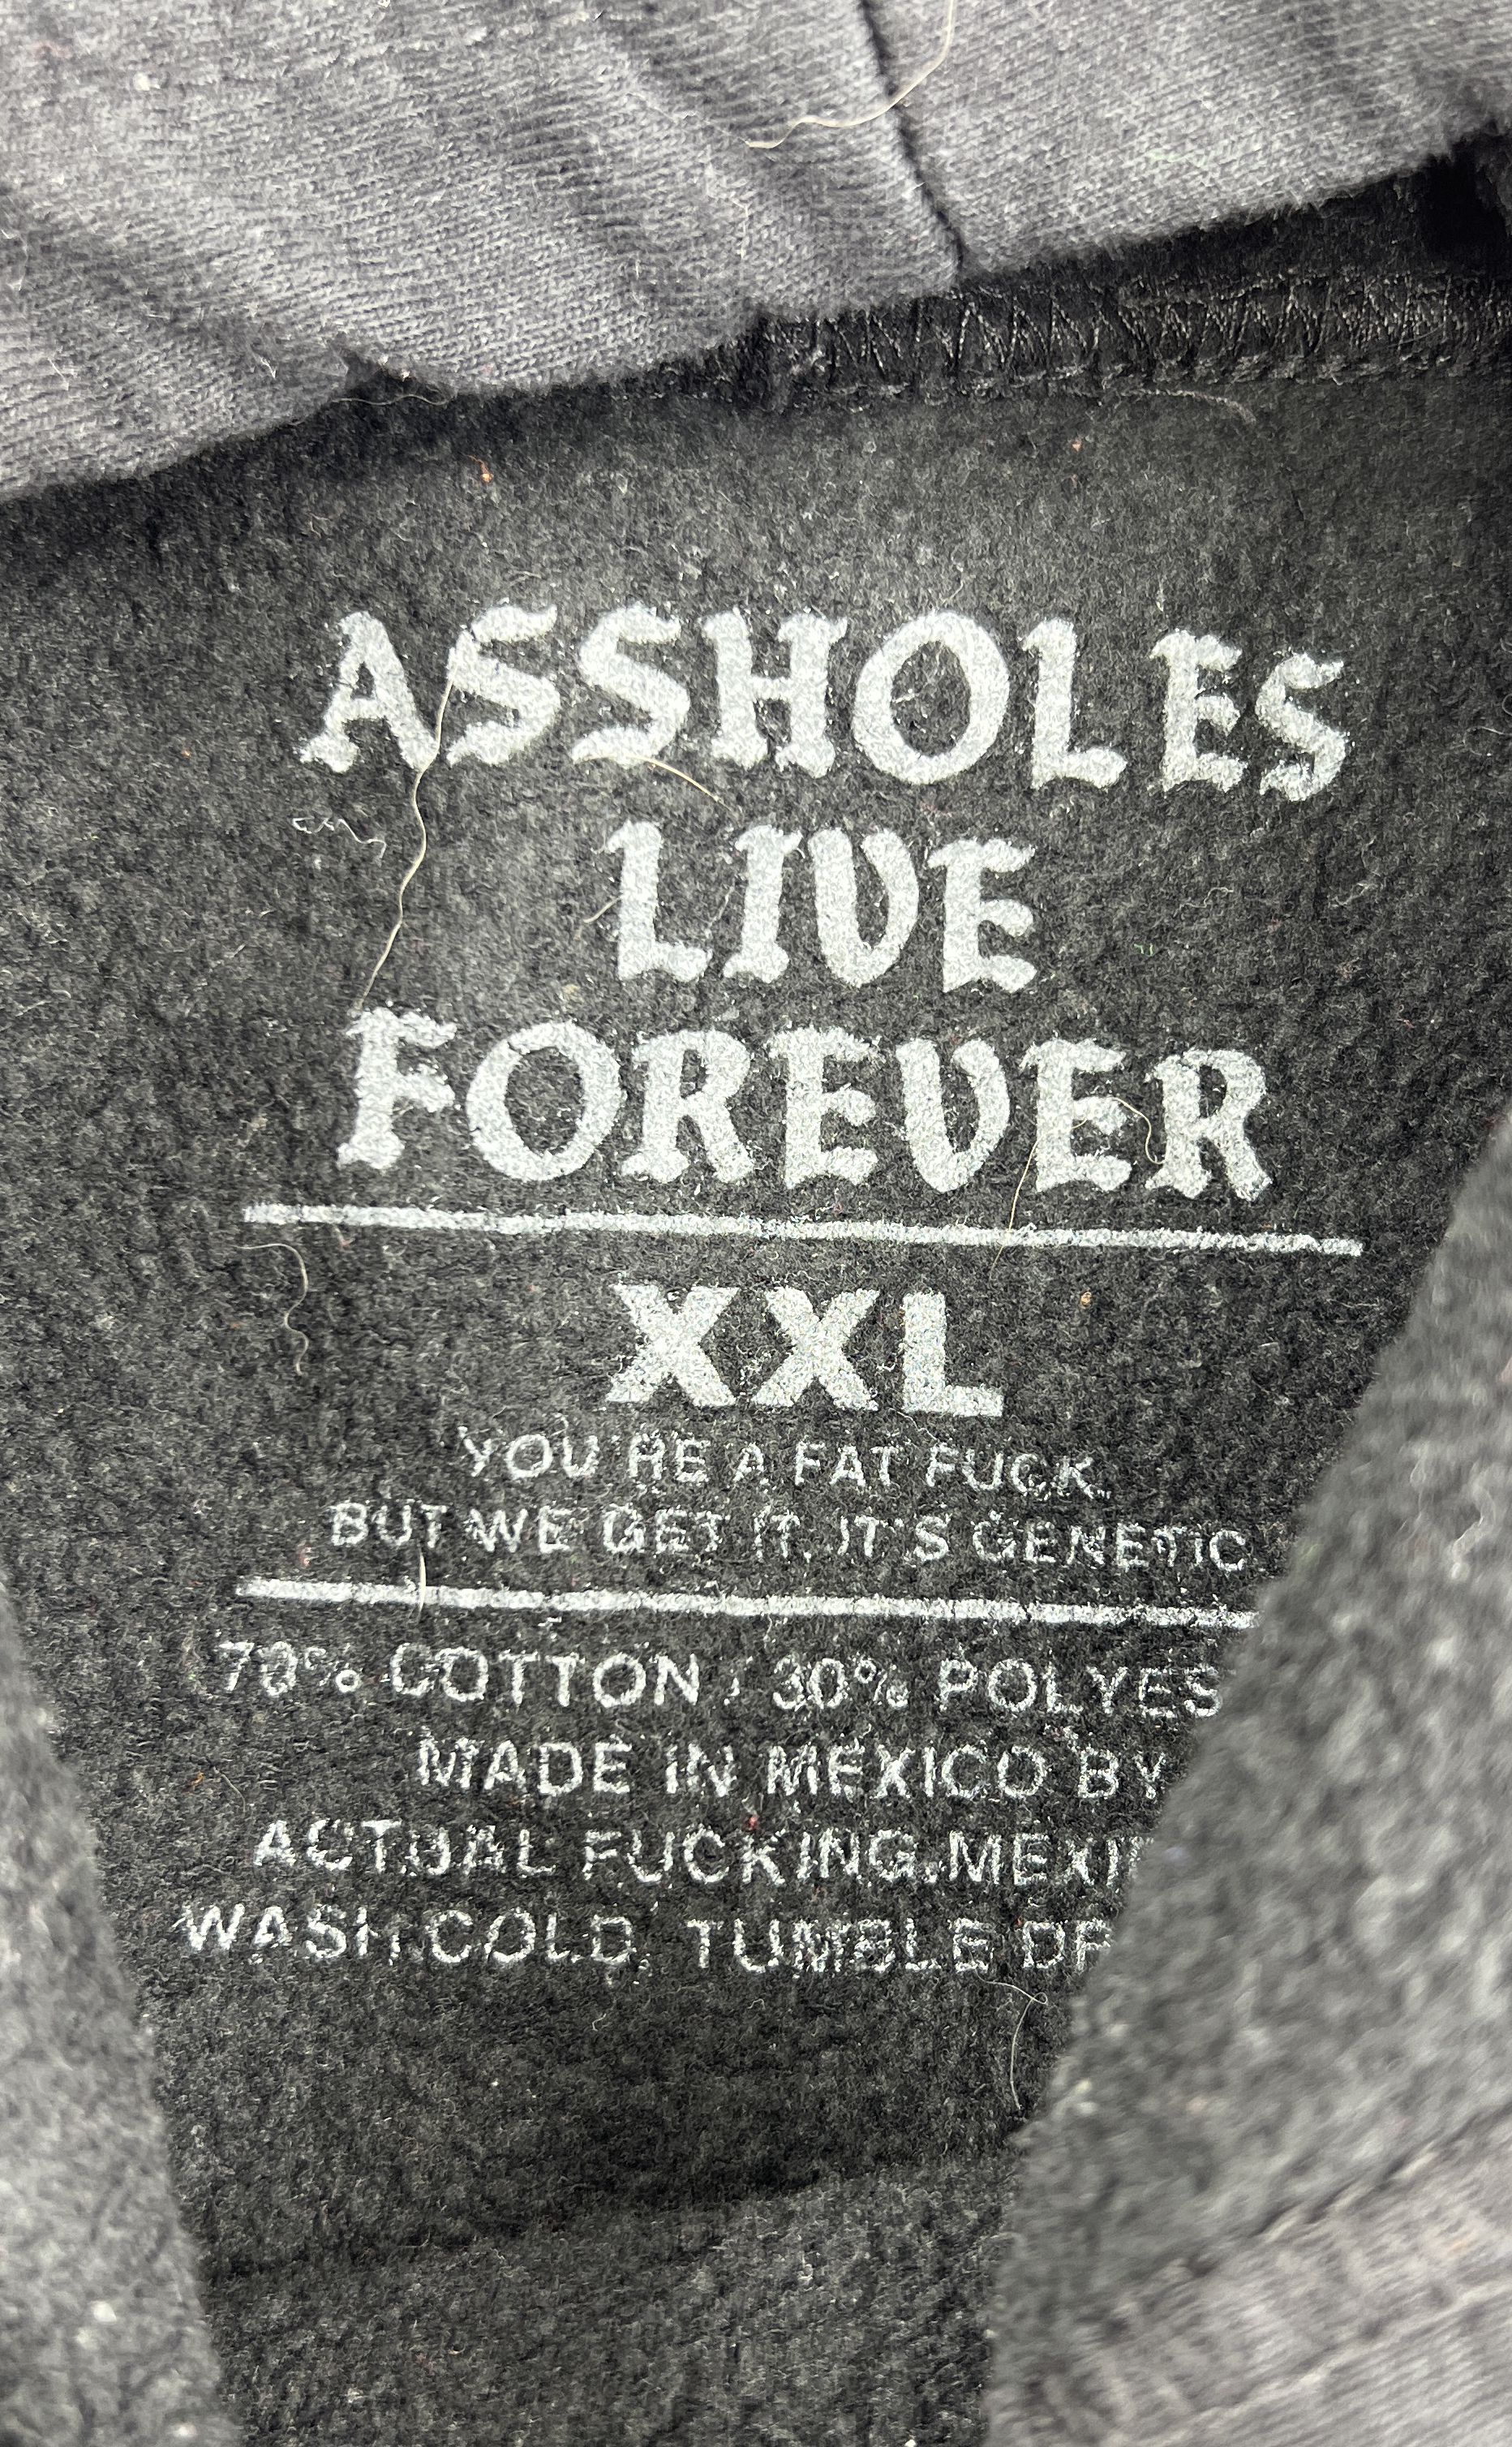 ASSHOLES
LIVE
FOREVER
XXL
YOU'RE A FAT FUCK.
BUT WE GET IT. IT'S GENETIC
70% COTTON / 30% POLYES
MADE IN MEXICO BY
ACTUAL FUCKING MEXI
WASH COLD, TUMBLE DR